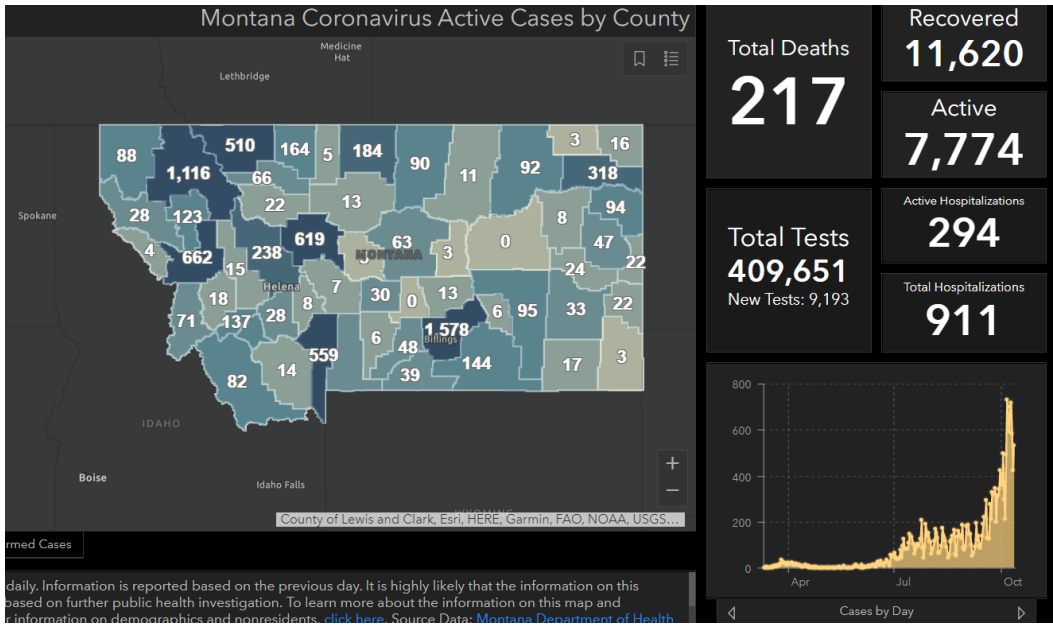 Montana Coronavirus Active Cases by County
Medicine
Hat
Lethbridge
Spokane
88
1,116
510
164
5
184
90
11
92
3
16
318
66
22
13
28
123
8
94
4
662
15
238
619
63
MONTANA
3
0
47
24
22
Helena
7
18
8
30
0
13
6
95
33
22
71
137
28
1 578
Billings
559
6
48
144
17
3
82
14
39
IDAHO
Boise
Idaho Falls
+
−
County of Lewis and Clark, Esri, HERE, Garmin, FAO, NOAA, USGS...
Total Deaths
217
Recovered
11,620
Active
7,774
Total Tests
409,651
New Tests: 9,193
Active Hospitalizations
294
Total Hospitalizations
911
800
600
400
200
0
Apr
Jul
Oct
Cases by Day
rmed Cases
daily. Information is reported based on the previous day. It is highly likely that the information on this
based on further public health investigation. To learn more about the information on this map and
r information on demographics and nonresidents, click here. Source Data: Montana Department of Health